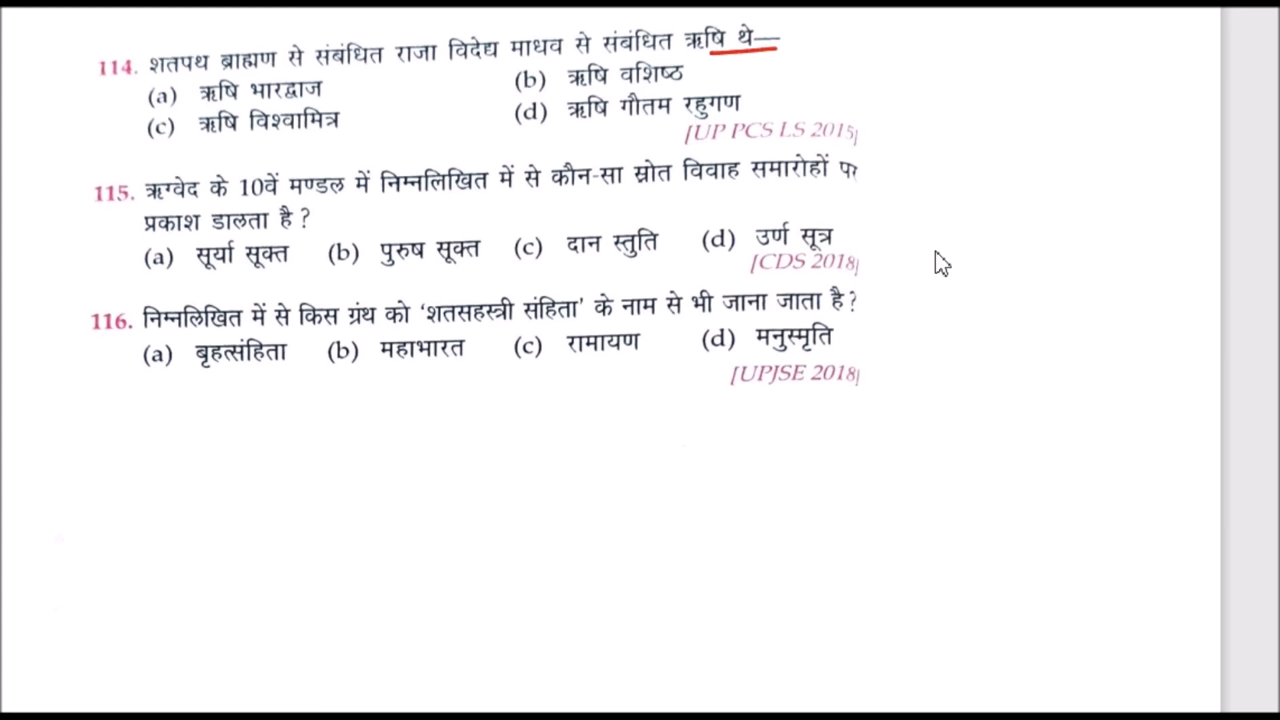 114. शतपथ ब्राह्मण से संबंधित राजा विदेद्य माधव से संबंधित ऋषि थे—
(a) ऋषि भारद्वाज (b) ऋषि वशिष्ठ
(c) ऋषि विश्वामित्र (d) ऋषि गौतम रहुगण
[UP PCS LS 2015]
115. ऋग्वेद के 10वें मण्डल में निम्नलिखित में से कौन-सा स्रोत विवाह समारोहों पर
प्रकाश डालता है ?
(a) सूर्या सूक्त (b) पुरुष सूक्त (c) दान स्तुति (d) उर्ण सूत्र
[CDS 2018]
116. निम्नलिखित में से किस ग्रंथ को ‘शतसहस्त्री संहिता’ के नाम से भी जाना जाता है ?
(a) बृहत्संहिता (b) महाभारत (c) रामायण (d) मनुस्मृति
[UPJSE 2018]